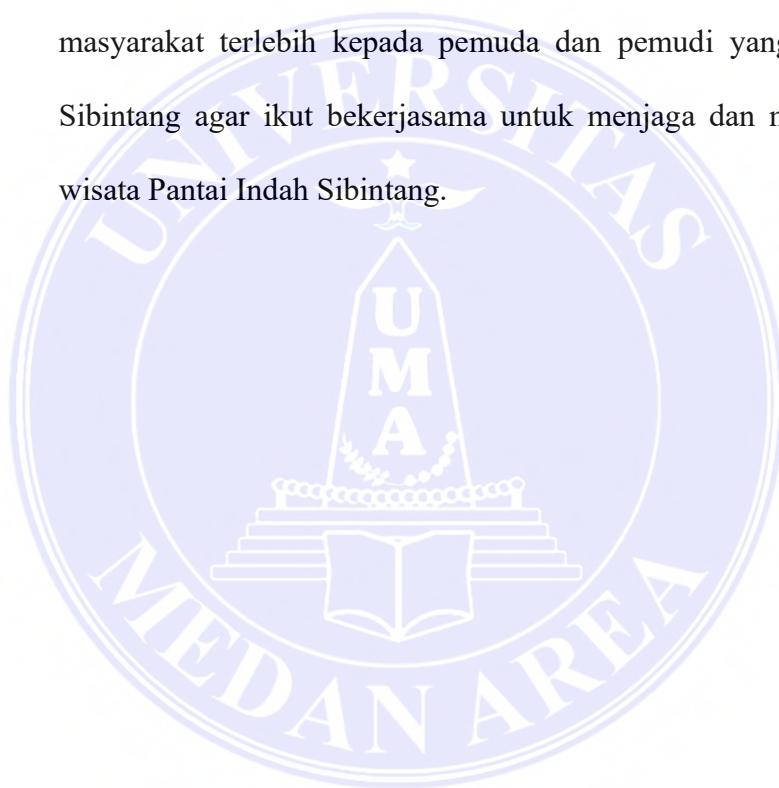 masyarakat terlebih kepada pemuda dan pemudi yang
Sibintang agar ikut bekerjasama untuk menjaga dan
wisata Pantai Indah Sibintang.
UNIVERSITAS
UMA
MEDAN AREA